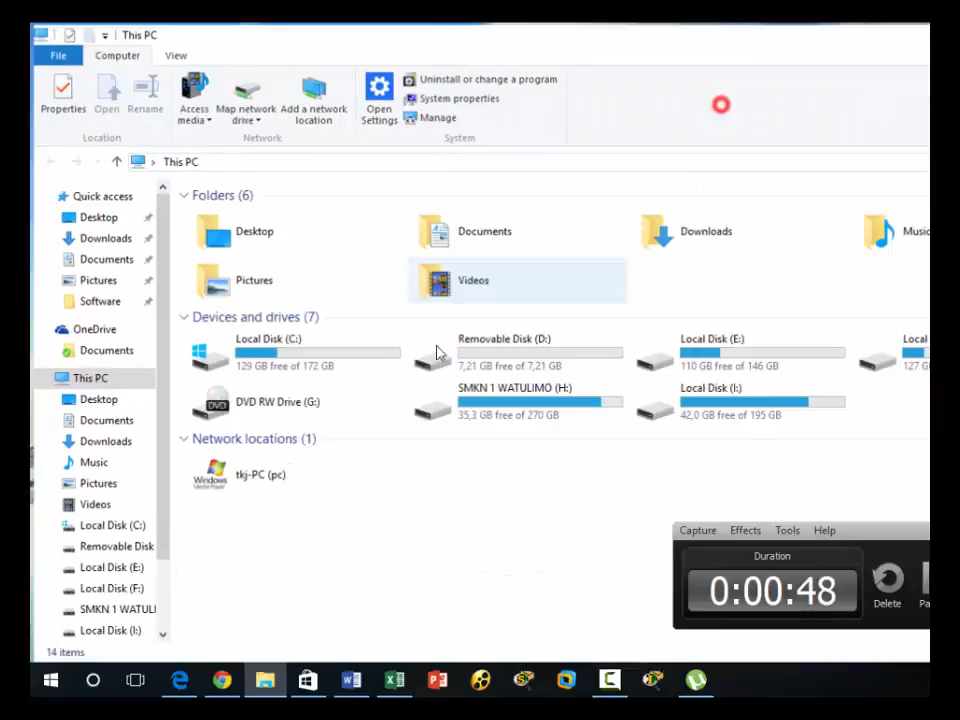 This PC
File Computer View
Properties Open Rename Access media Map network drive Add a network location Open Settings Uninstall or change a program
System properties
Manage
Location Network System
This PC
Quick access
Desktop
Downloads
Documents
Pictures
Software
OneDrive
Documents
This PC
Desktop
Documents
Downloads
Music
Pictures
Videos
Local Disk (C:)
Removable Disk
Local Disk (E:)
Local Disk (F:)
SMKN 1 WATULI
Local Disk (I:)
Folders (6)
Desktop Documents Downloads Music
Pictures Videos
Devices and drives (7)
Local Disk (C:)
129 GB free of 172 GB
Removable Disk (D:)
7,21 GB free of 7,21 GB
Local Disk (E:)
110 GB free of 146 GB
Local
127 G
DVD RW Drive (G:)
DVD
SMKN 1 WATULIMO (H:)
35,3 GB free of 270 GB
Local Disk (I:)
42,0 GB free of 195 GB
Network locations (1)
Windows Media Player
tkj-PC (pc)
Capture Effects Tools Help
Duration
0:00:48
Delete Pa
14 items